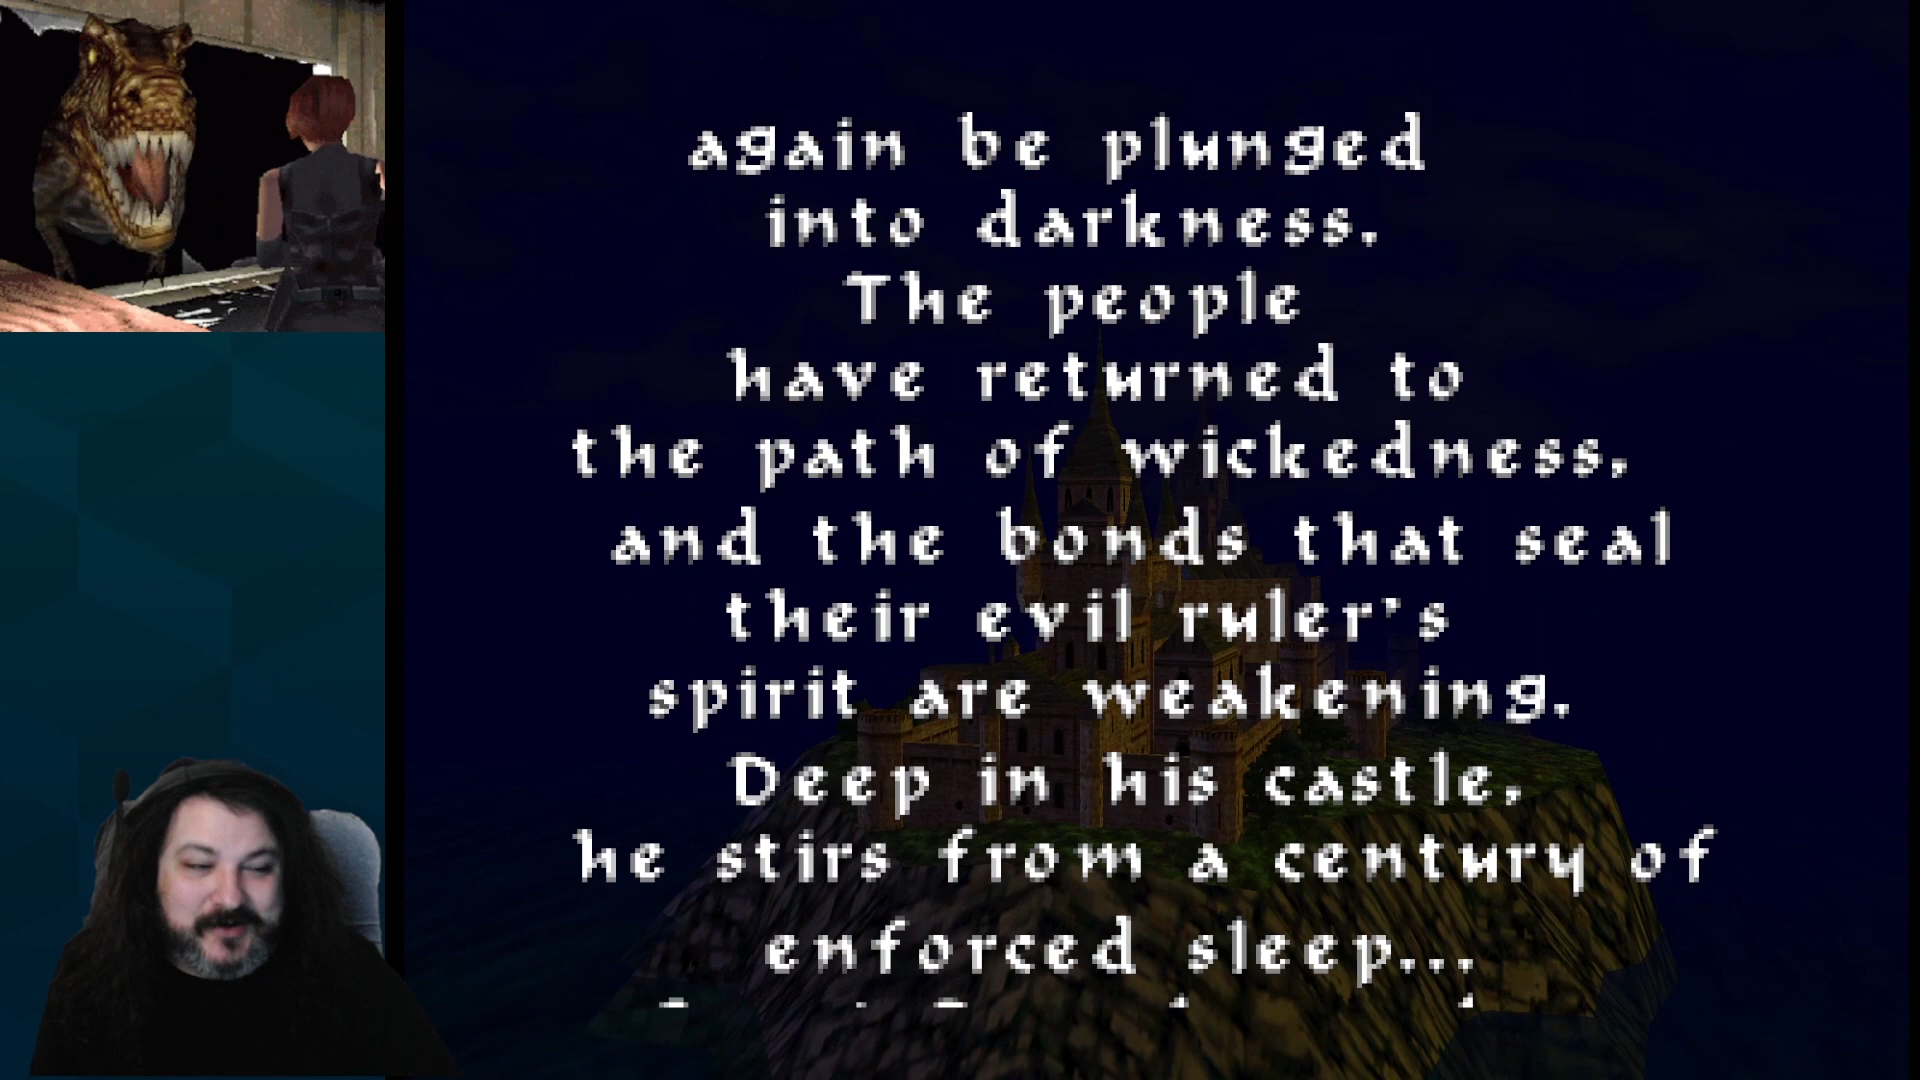 again be plunged
into darkness.
The people
have returned to
the path of wickedness,
and the bonds that seal
their evil ruler's
spirit are weakening.
Deep in his castle,
he stirs from a century of
enforced sleep...